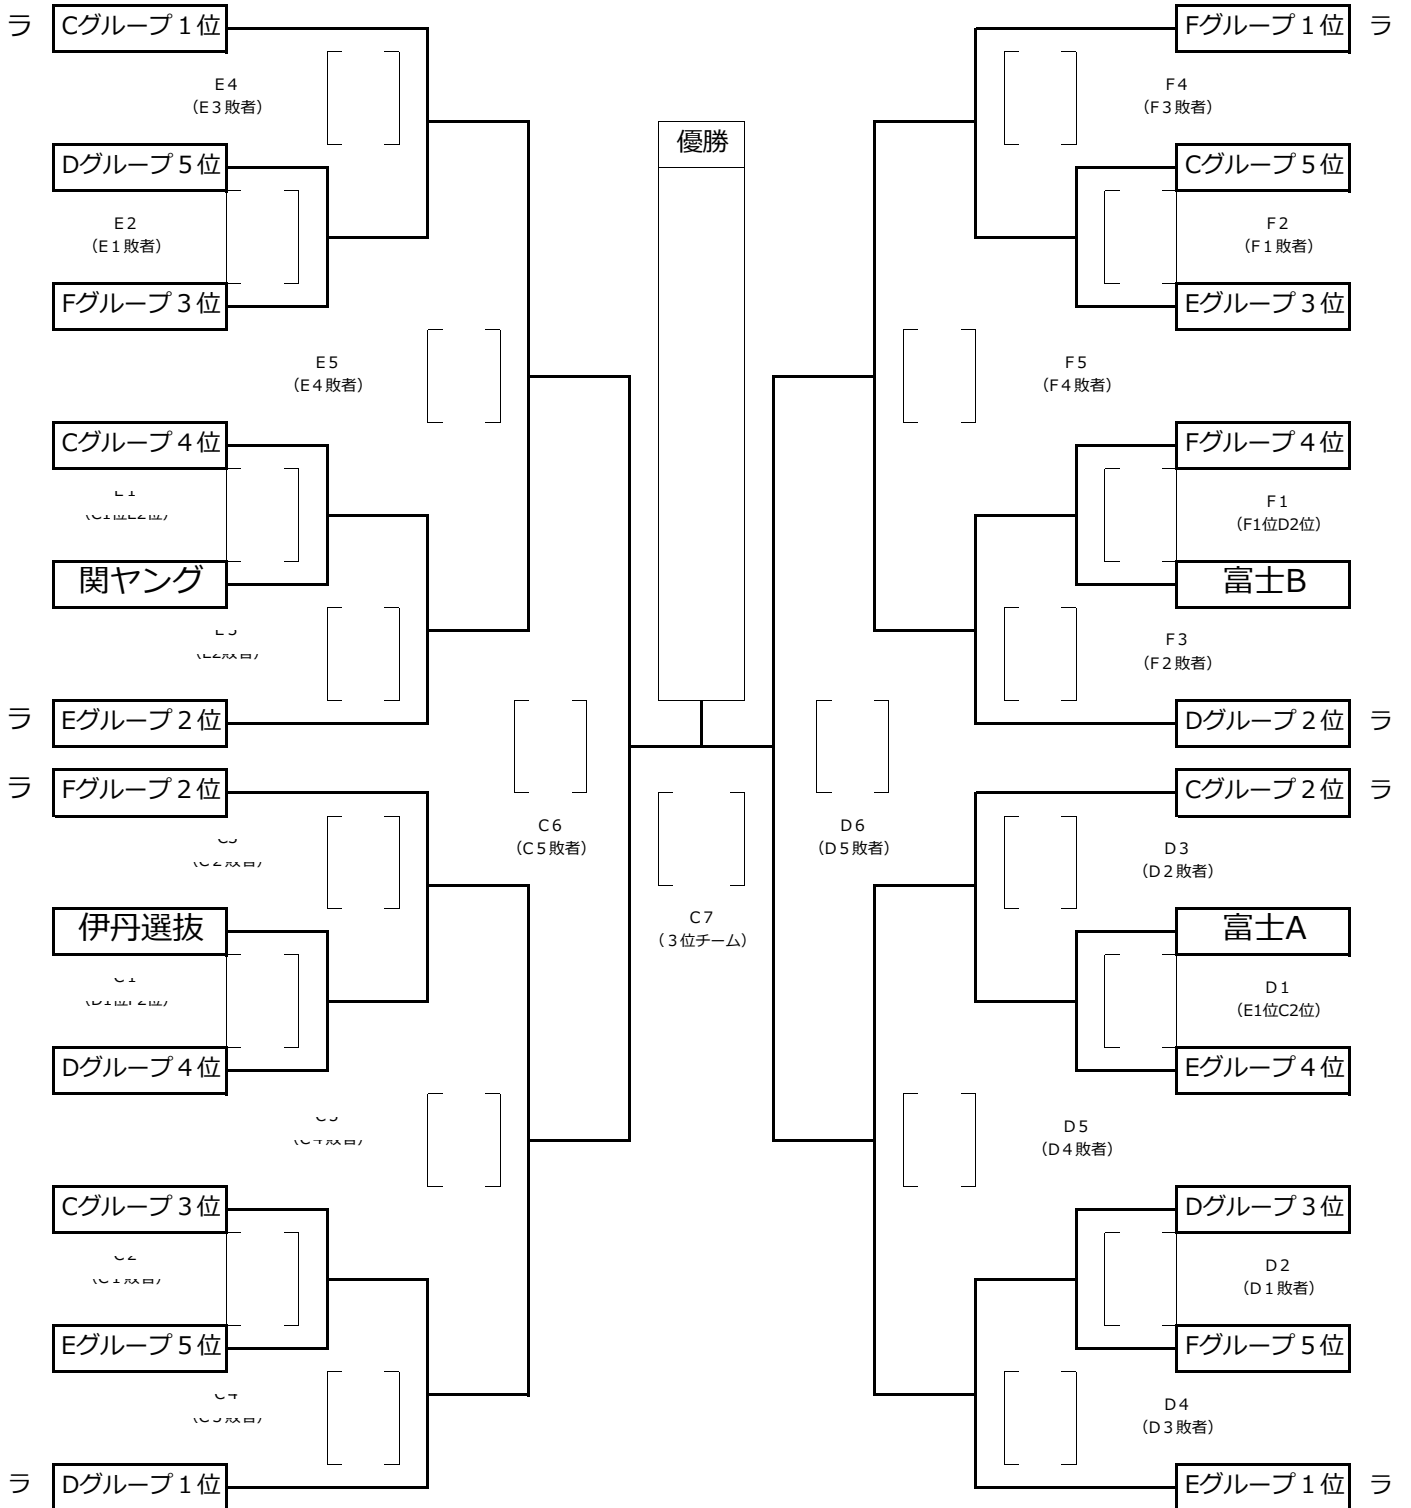 ラ Cグループ１位
Fグループ１位 ラ
E４
（E３敗者）
F４
（F３敗者）
優勝
Dグループ５位
Cグループ５位
E２
（E１敗者）
F２
（F１敗者）
Fグループ３位
Eグループ３位
E５
（E４敗者）
F５
（F４敗者）
Cグループ４位
Fグループ４位
F１
（F1位D2位）
関ヤング
富士B
F３
（F２敗者）
ラ Eグループ２位
Dグループ２位 ラ
ラ Fグループ２位
Cグループ２位 ラ
C６
（C５敗者）
D６
（D５敗者）
D３
（D２敗者）
伊丹選抜
C７
（３位チーム）
富士A
D１
（E1位C2位）
Dグループ４位
Eグループ４位
D５
（D４敗者）
Cグループ３位
Dグループ３位
D２
（D１敗者）
Eグループ５位
Fグループ５位
D４
（D３敗者）
ラ Dグループ１位
Eグループ１位 ラ